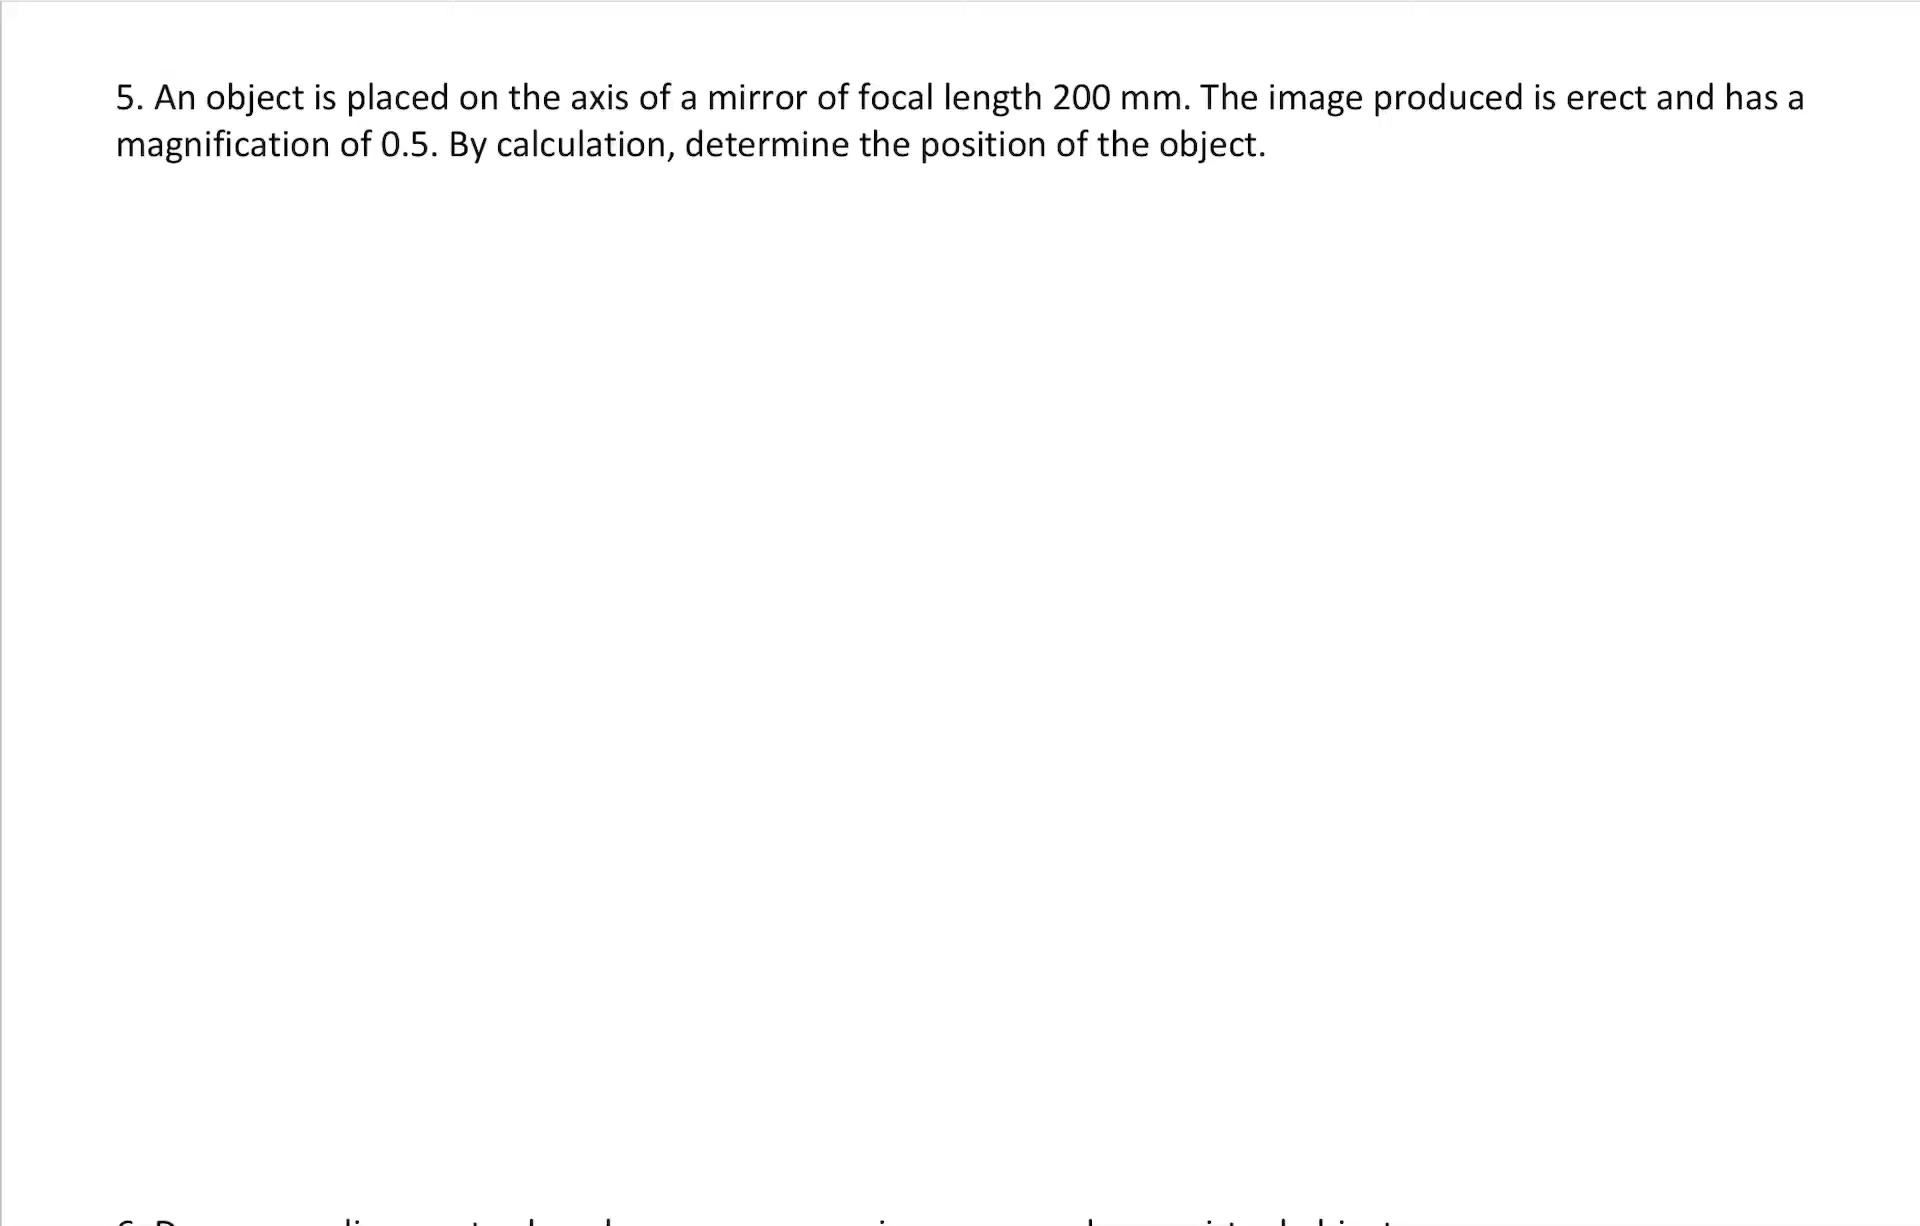 5. An object is placed on the axis of a mirror of focal length 200 mm. The image produced is erect and has a
magnification of 0.5. By calculation, determine the position of the object.